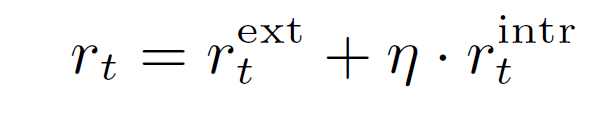 r_t = r_t^{ext} + η · r_t^{intr}